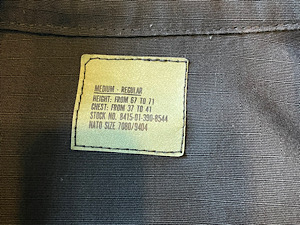 MEDIUM - REGULAR
HEIGHT: FROM 67 TO 71
CHEST: FROM 37 TO 41
STOCK NO. 8415-01-390-8544
NATO SIZE 7080/9404